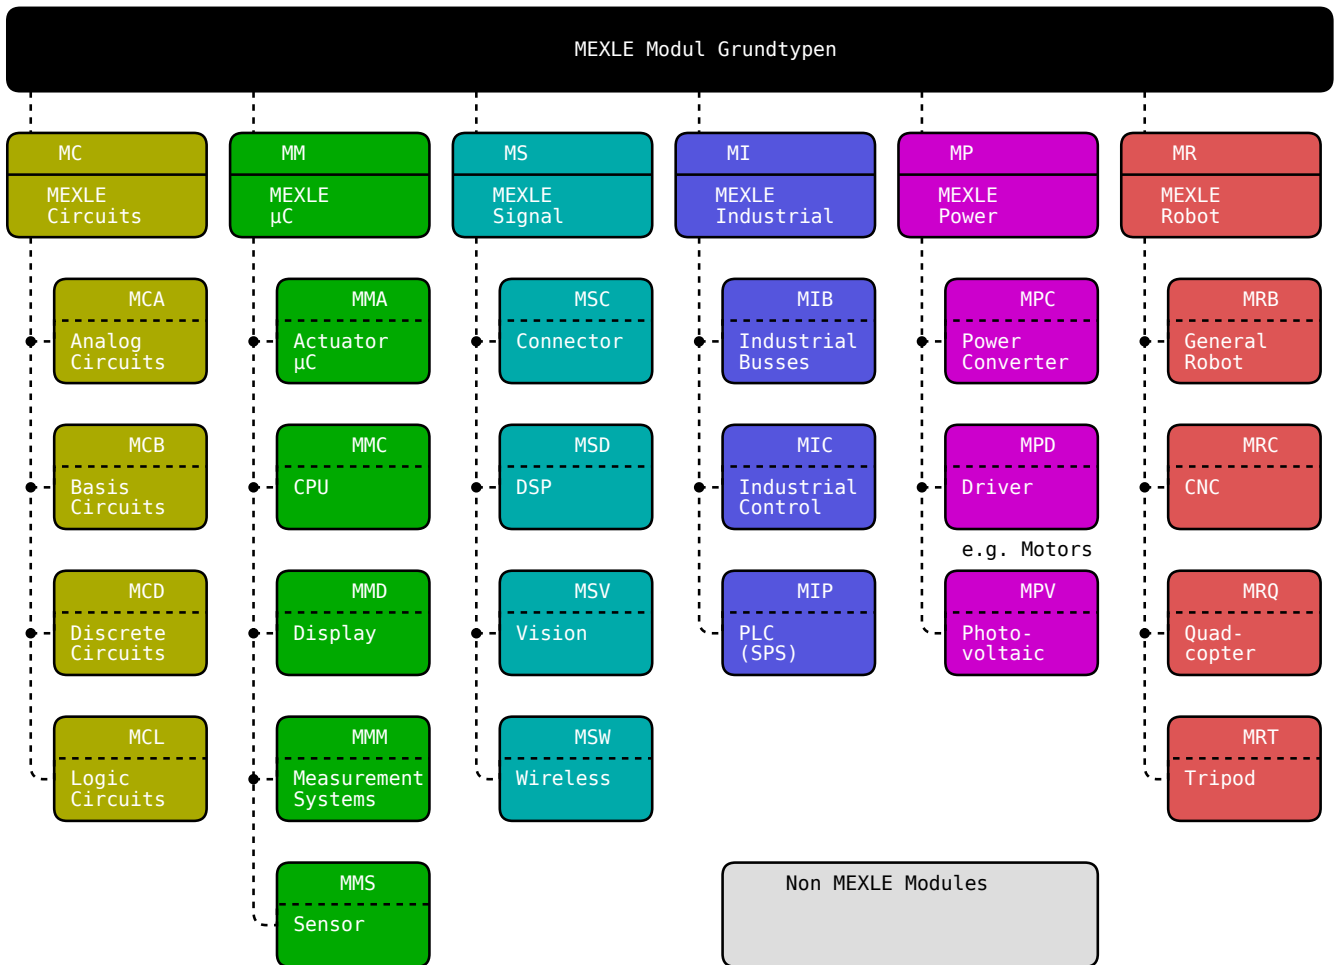 MEXLE Modul Grundtypen
MC
MEXLE
Circuits
MCA
Analog
Circuits
MCB
Basis
Circuits
MCD
Discrete
Circuits
MCL
Logic
Circuits
MM
MEXLE
µC
MMA
Actuator
µC
MMC
CPU
MMD
Display
MMM
Measurement
Systems
MMS
Sensor
MS
MEXLE
Signal
MSC
Connector
MSD
DSP
MSV
Vision
MSW
Wireless
MI
MEXLE
Industrial
MIB
Industrial
Busses
MIC
Industrial
Control
MIP
PLC
(SPS)
MP
MEXLE
Power
MPC
Power
Converter
MPD
Driver
e.g. Motors
MPV
Photo-
voltaic
MR
MEXLE
Robot
MRB
General
Robot
MRC
CNC
MRQ
Quad-
copter
MRT
Tripod
Non MEXLE Modules